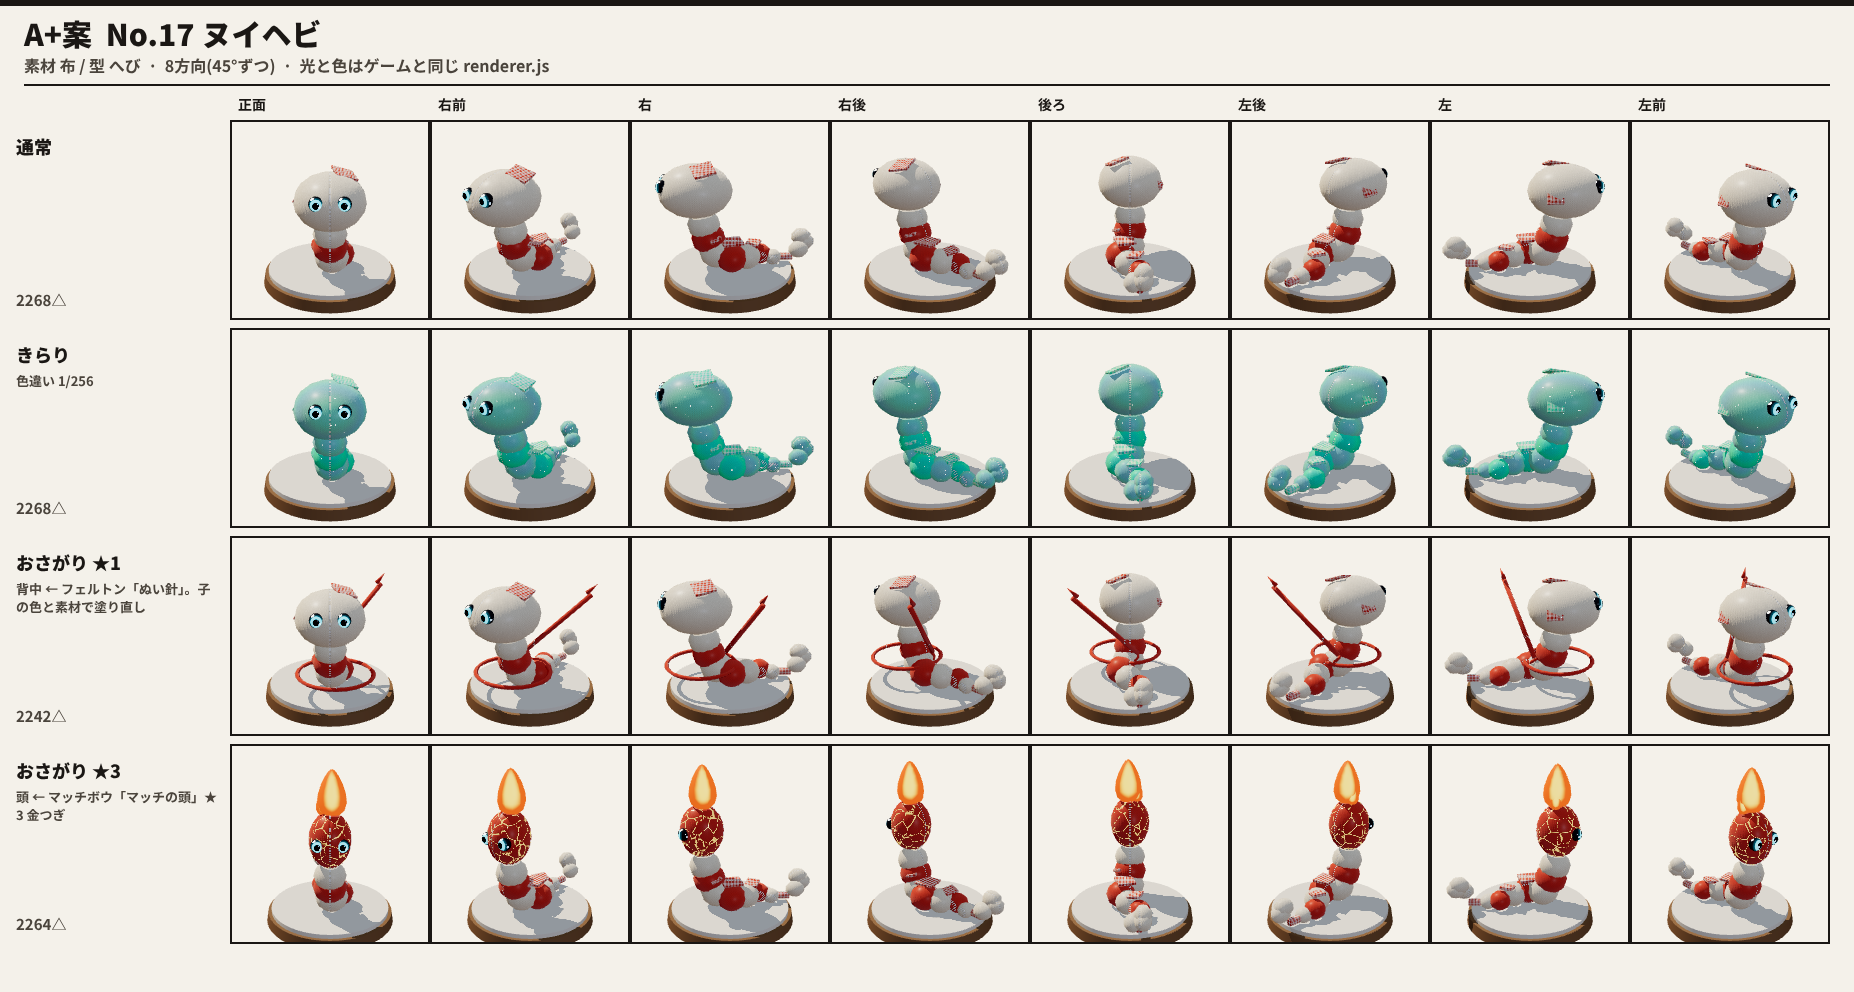 A+案 No.17 ヌイヘビ
素材 布 / 型 へび ・ 8方向(45°ずつ) ・ 光と色はゲームと同じ renderer.js
正面 右前 右 右後 後ろ 左後 左 左前
通常
2268△
きらり
色違い 1/256
2268△
おさがり ★1
背中 ← フェルトン「ぬい針」。子
の色と素材で塗り直し
2242△
おさがり ★3
頭 ← マッチボウ「マッチの頭」★
3 金つぎ
2264△